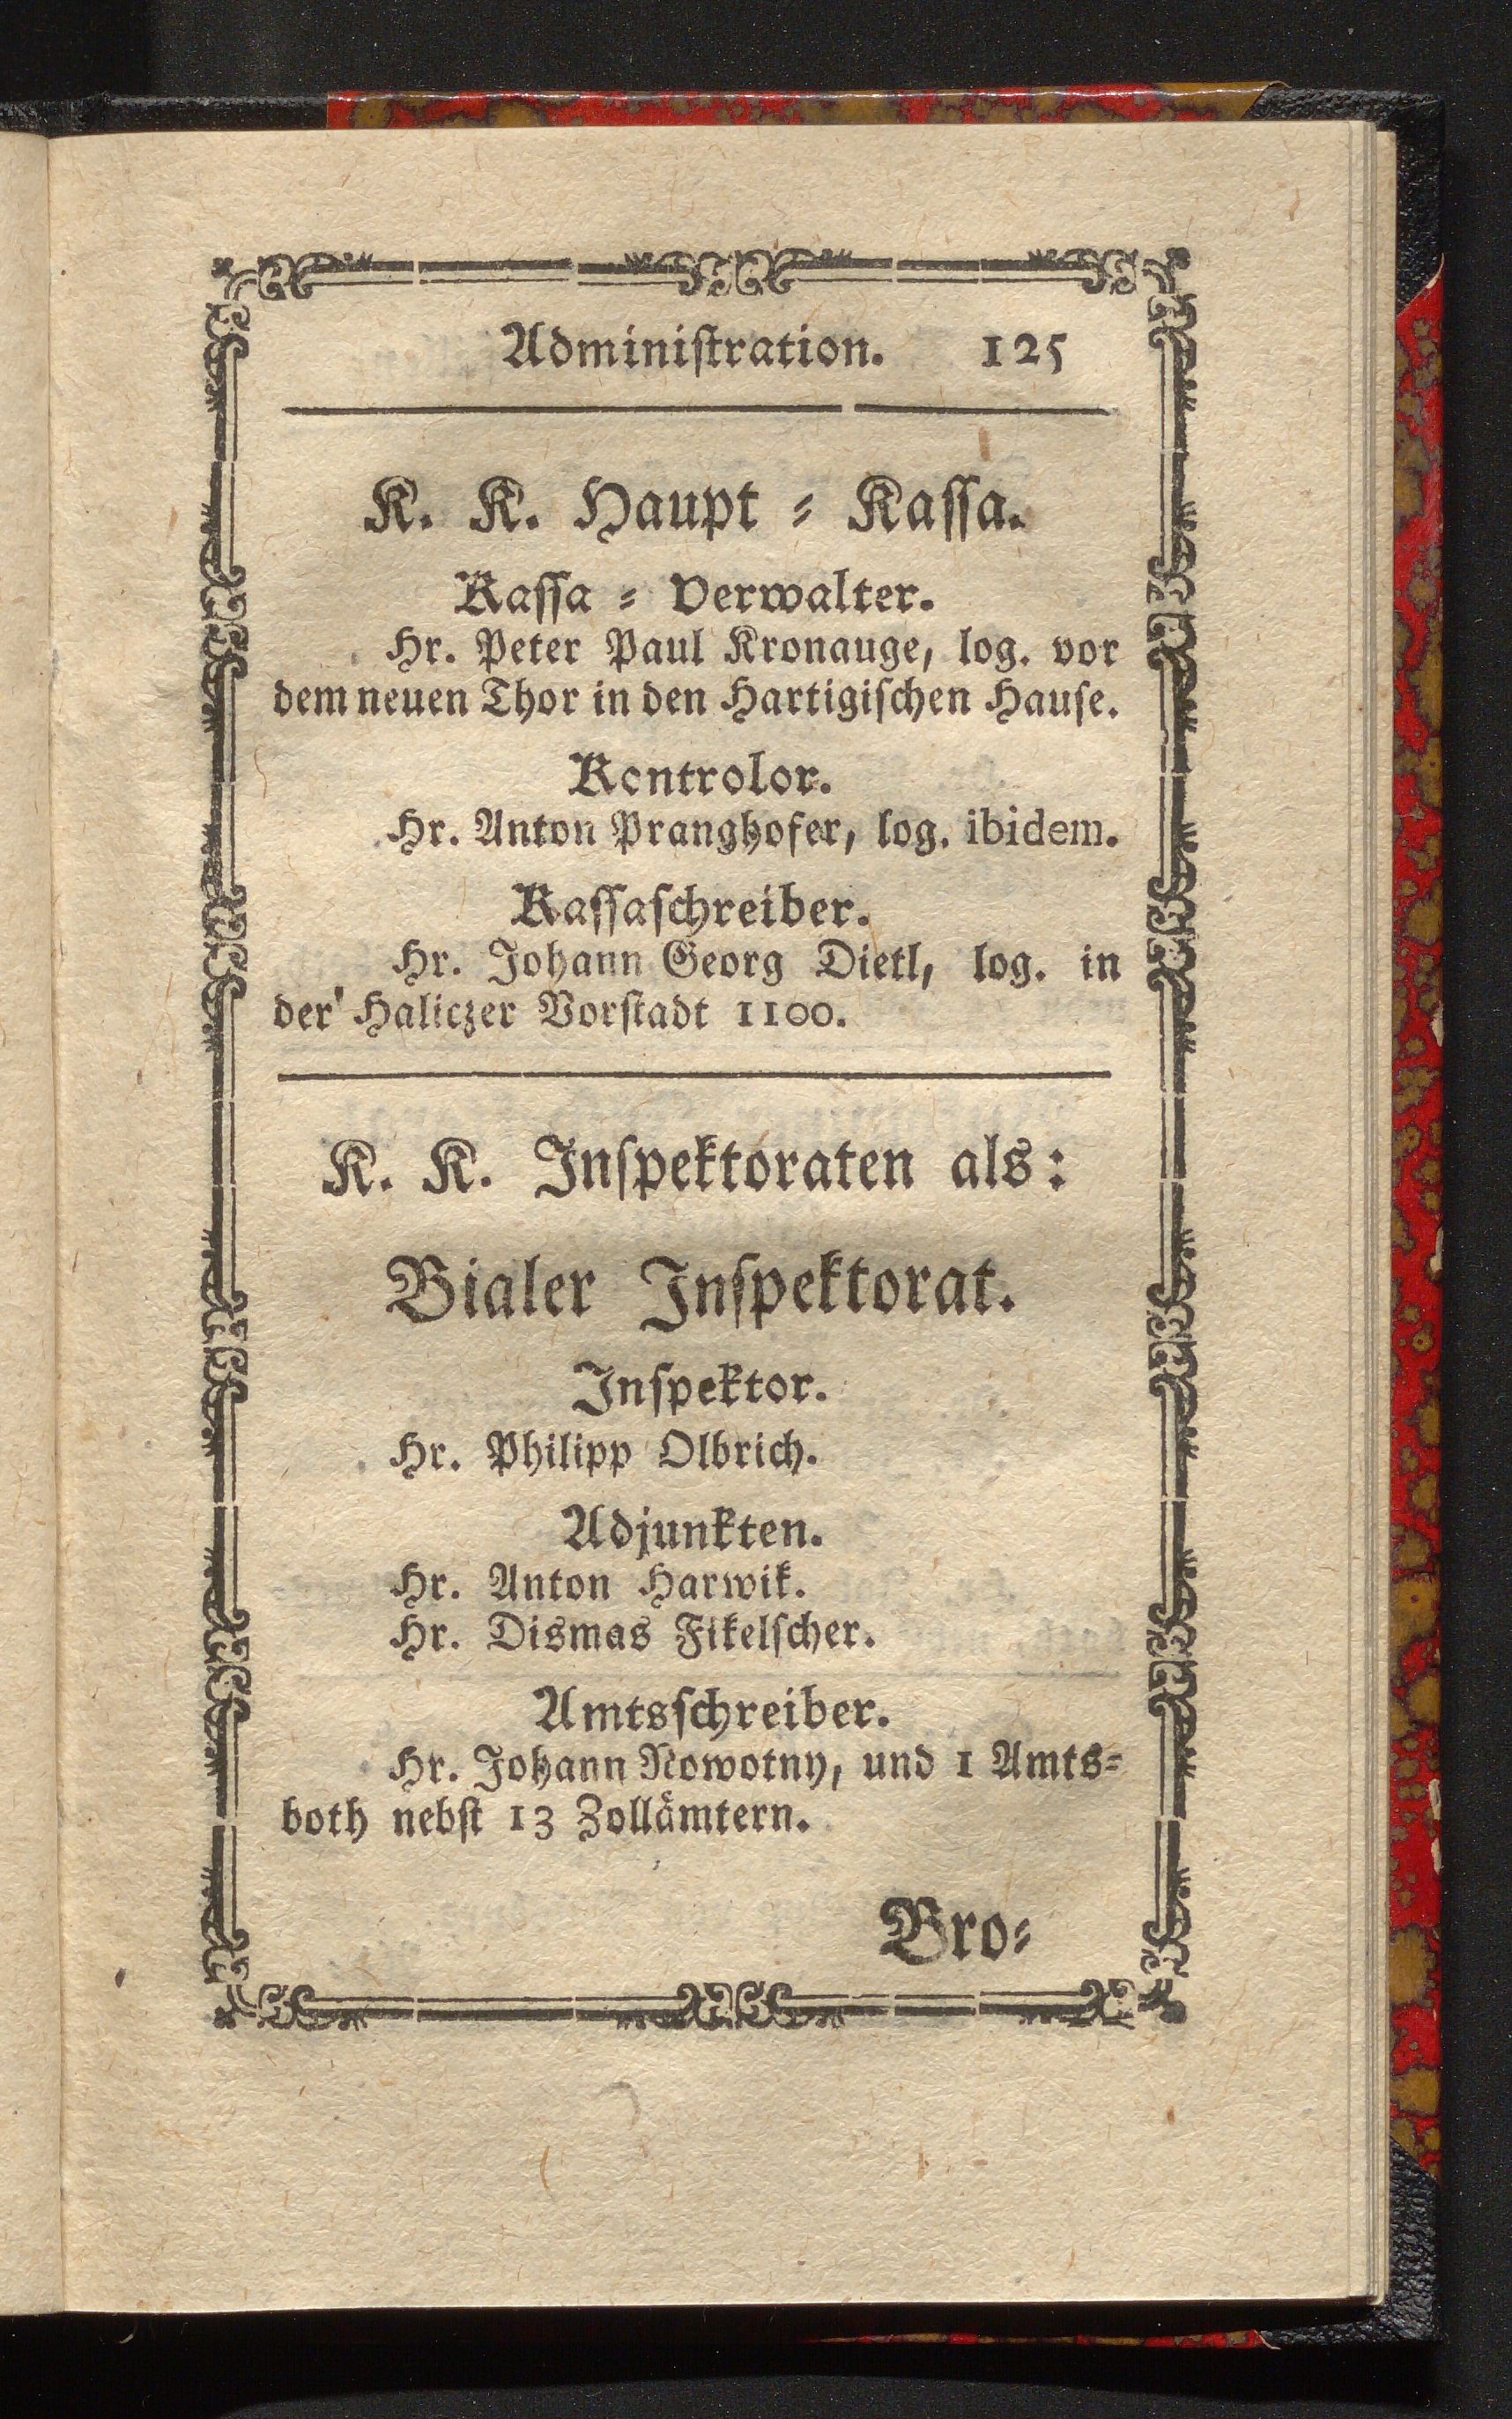 Administration. 125
K. K. Haupt = Kassa.
Kassa = Verwalter.
Hr. Peter Paul Kronauge, log. vor
dem neuen Thor in den Hartigischen Hause.
Kontrolor.
Hr. Anton Pranghofer, log. ibidem.
Kassaschreiber.
Hr. Johann Georg Dietl, log. in
der Haliczer Vorstadt 1100.
K. K. Inspektoraten als:
Bialer Inspektorat.
Inspektor.
Hr. Philipp Olbrich.
Adjunkten.
Hr. Anton Harwik.
Hr. Dismas Fikelscher.
Amtsschreiber.
Hr. Johann Nowotny, und 1 Amts=
both nebst 13 Zollämtern.
Bro=